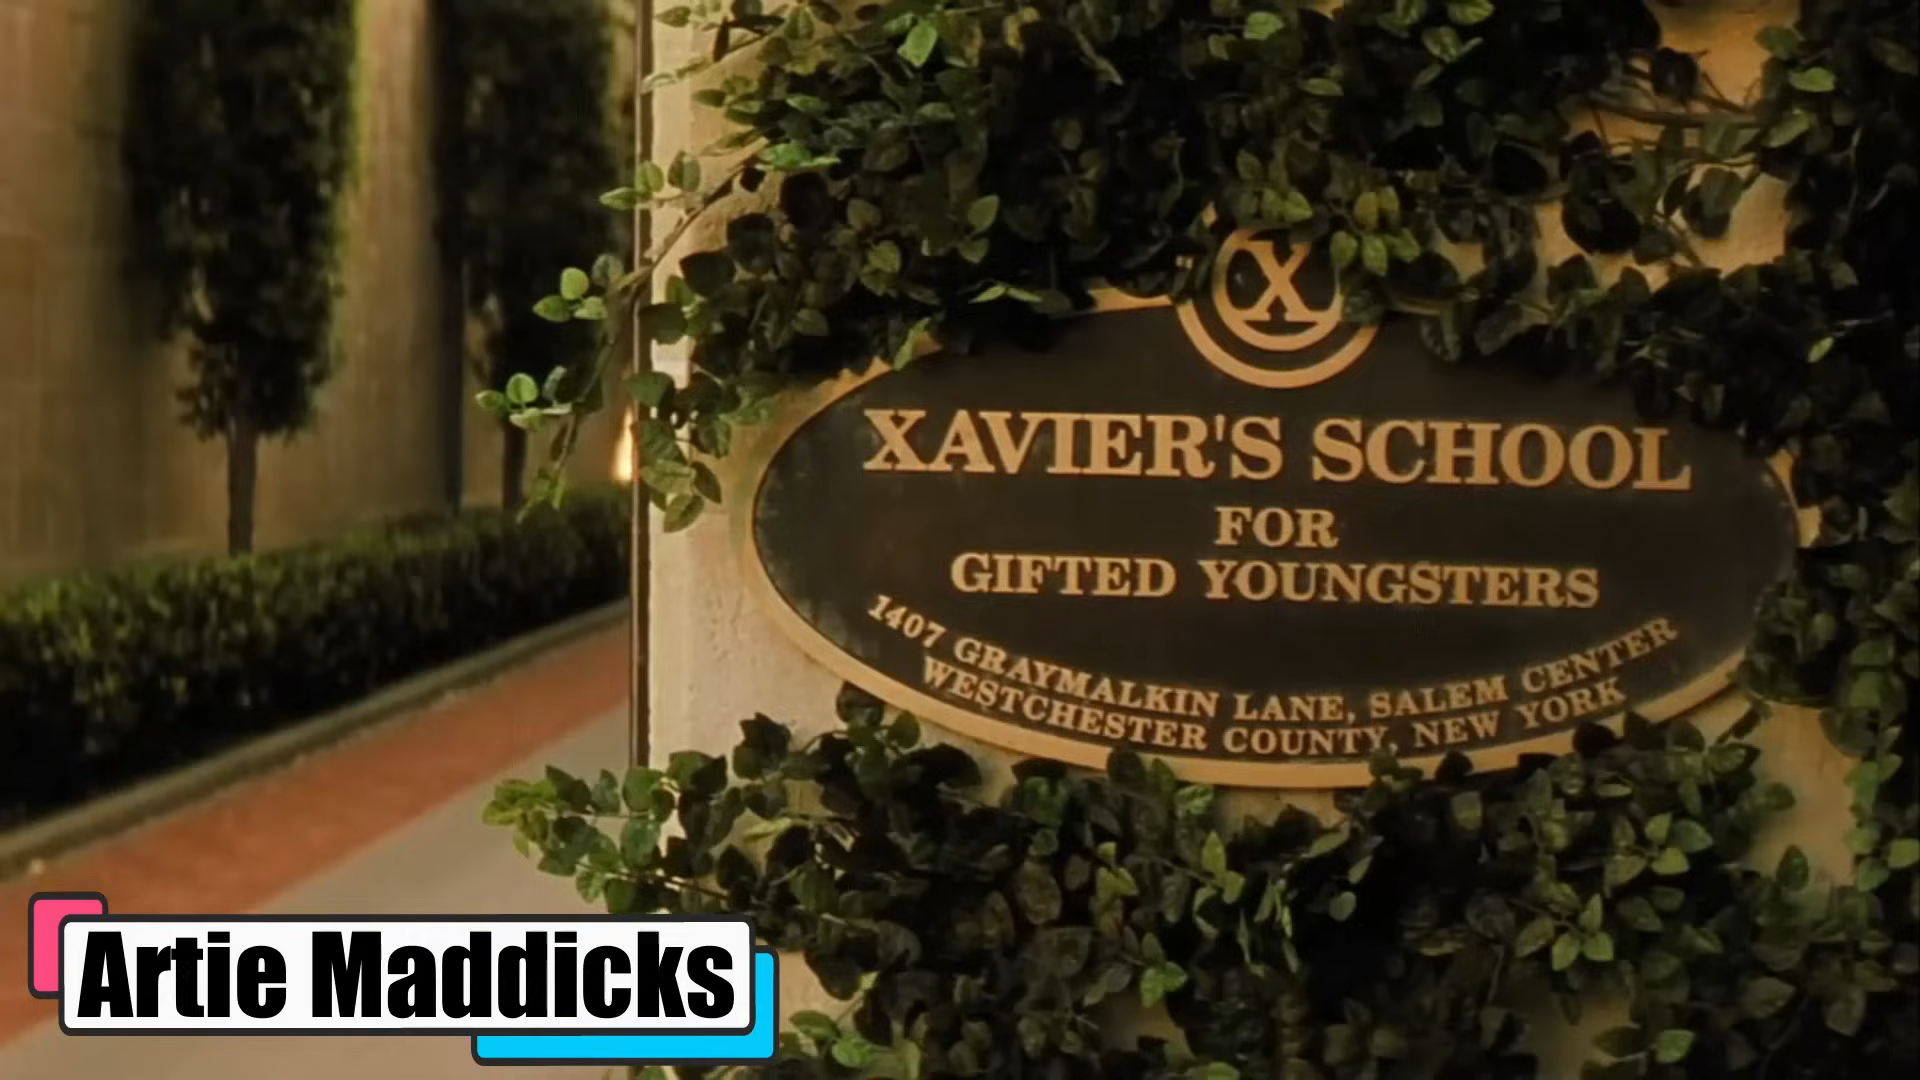 X
XAVIER'S SCHOOL
FOR
GIFTED YOUNGSTERS
1407 GRAYMALKIN LANE, SALEM CENTER
WESTCHESTER COUNTY, NEW YORK
Artie Maddicks